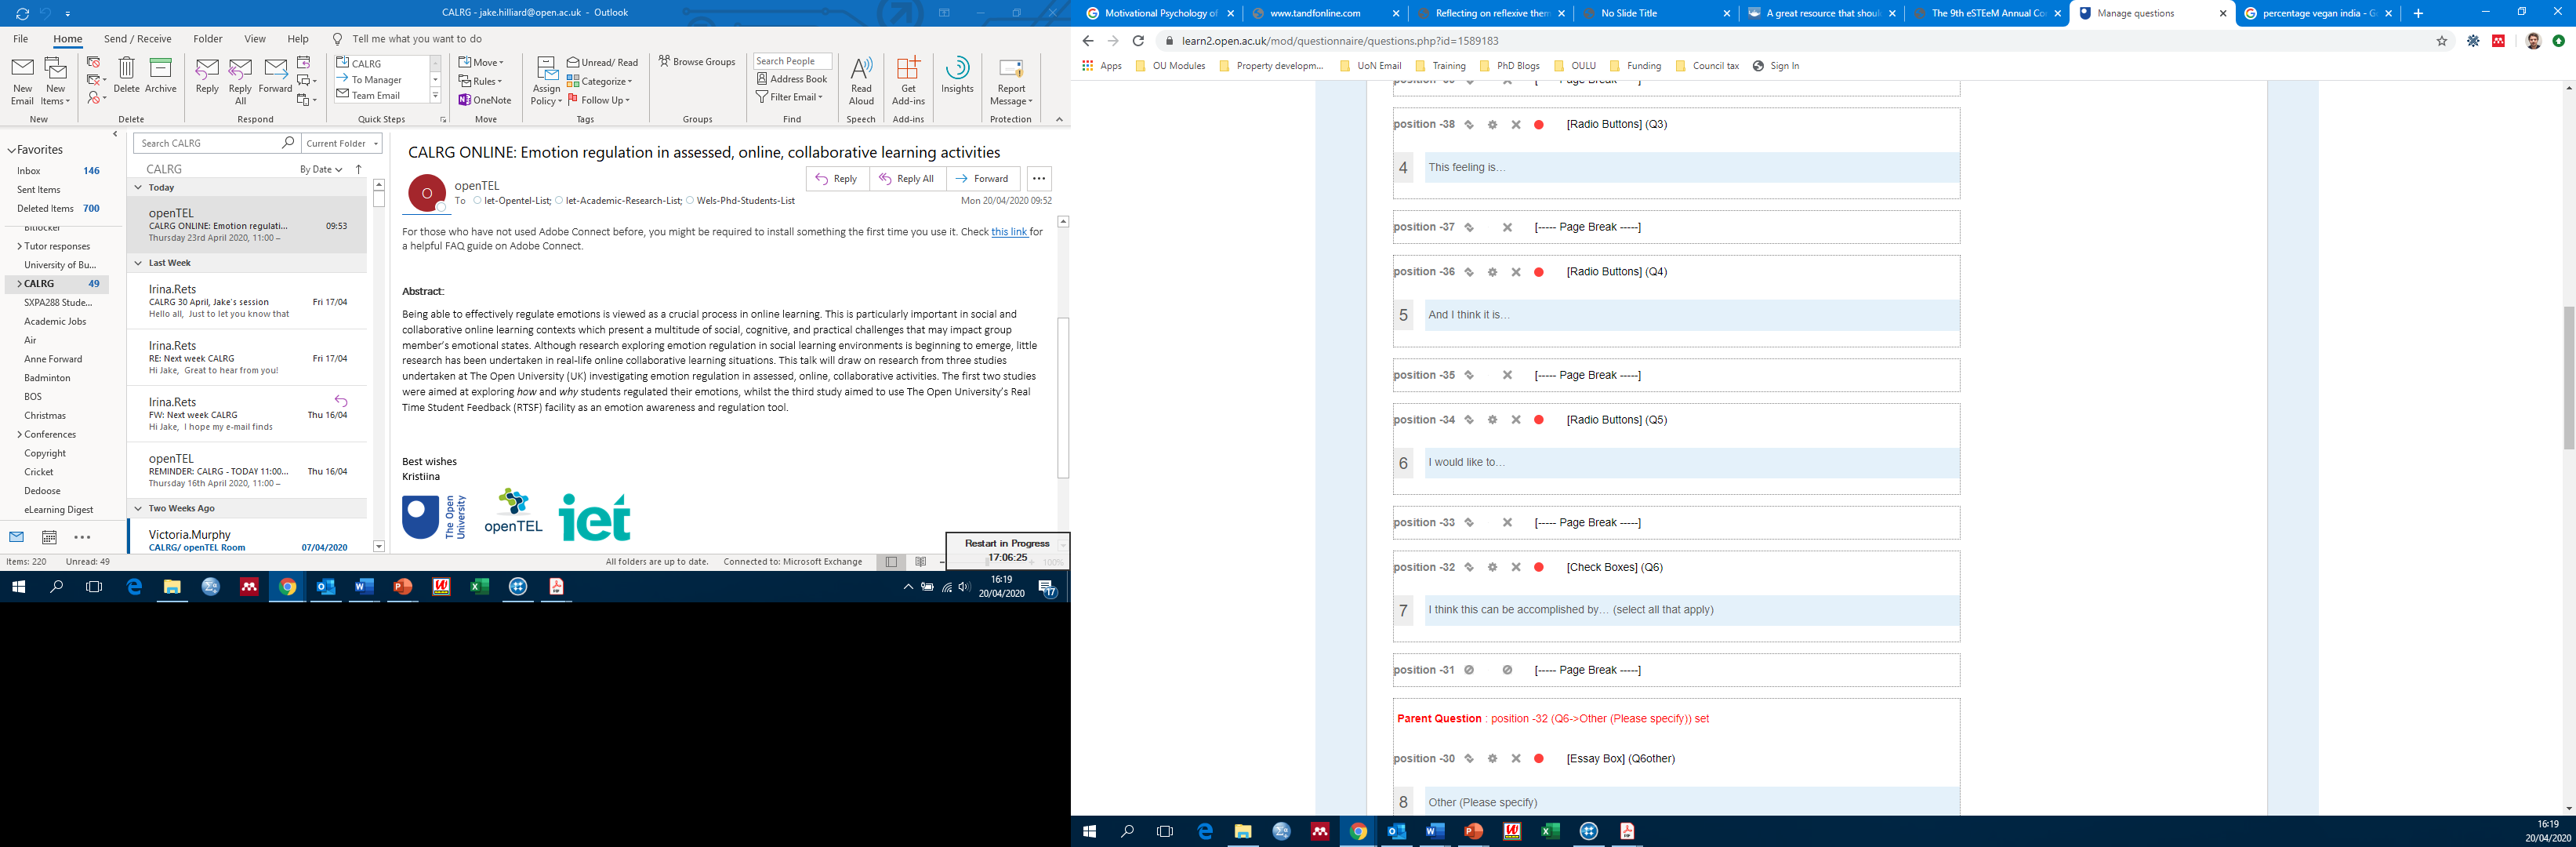 CALRG - jake.hilliard@open.ac.uk - Outlook
File Home Send / Receive Folder View Help Tell me what you want to do
New Email
New Items
Delete
Archive
Reply
Reply All
Forward
CALRG
To Manager
Team Email
Move
Rules
OneNote
Assign Policy
Unread/ Read
Categorize
Follow Up
Browse Groups
Search People
Address Book
Filter Email
Read Aloud
Get Add-ins
Insights
Report Message
New Delete Respond Quick Steps Move Tags Groups Find Speech Add-ins Protection
Favorites
Inbox 146
Sent Items
Deleted Items 700
Bitlocker
Tutor responses
University of Bu...
CALRG 49
SXPA288 Stude...
Academic Jobs
Air
Anne Forward
Badminton
BOS
Christmas
Conferences
Copyright
Cricket
Dedoose
eLearning Digest
Search CALRG
Current Folder
CALRG By Date
Today
openTEL
CALRG ONLINE: Emotion regulati... 09:53
Thursday 23rd April 2020, 11:00 –
Last Week
Irina.Rets
CALRG 30 April, Jake's session Fri 17/04
Hello all, Just to let you know that
Irina.Rets
RE: Next week CALRG Fri 17/04
Hi Jake, Great to hear from you!
Irina.Rets
FW: Next week CALRG Thu 16/04
Hi Jake, I hope my e-mail finds
openTEL
REMINDER: CALRG - TODAY 11:00... Thu 16/04
Thursday 16th April 2020, 11:00 –
Two Weeks Ago
Victoria.Murphy
CALRG/ openTEL Room 07/04/2020
CALRG ONLINE: Emotion regulation in assessed, online, collaborative learning activities
O
openTEL
Reply Reply All Forward ...
To Iet-Opentel-List; Iet-Academic-Research-List; Wels-Phd-Students-List
Mon 20/04/2020 09:52
For those who have not used Adobe Connect before, you might be required to install something the first time you use it. Check this link for
a helpful FAQ guide on Adobe Connect.
Abstract:
Being able to effectively regulate emotions is viewed as a crucial process in online learning. This is particularly important in social and
collaborative online learning contexts which present a multitude of social, cognitive, and practical challenges that may impact group
member's emotional states. Although research exploring emotion regulation in social learning environments is beginning to emerge, little
research has been undertaken in real-life online collaborative learning situations. This talk will draw on research from three studies
undertaken at The Open University (UK) investigating emotion regulation in assessed, online, collaborative activities. The first two studies
were aimed at exploring how and why students regulated their emotions, whilst the third study aimed to use The Open University's Real
Time Student Feedback (RTSF) facility as an emotion awareness and regulation tool.
Best wishes
Kristiina
The Open University
openTEL
iet
Restart in Progress
17:06:25
Items: 220 Unread: 49
All folders are up to date. Connected to: Microsoft Exchange 100%
16:19
20/04/2020
17
Motivational Psychology of
www.tandfonline.com
Reflecting on reflexive them
No Slide Title
A great resource that shoul
The 9th eSTEeM Annual Co
Manage questions
percentage vegan india - G
learn2.open.ac.uk/mod/questionnaire/questions.php?id=1589183
Apps OU Modules Property developm... UoN Email Training PhD Blogs OULU Funding Council tax Sign In
[----- Page Break -----]
position -38 [Radio Buttons] (Q3)
4 This feeling is...
position -37 [----- Page Break -----]
position -36 [Radio Buttons] (Q4)
5 And I think it is...
position -35 [----- Page Break -----]
position -34 [Radio Buttons] (Q5)
6 I would like to...
position -33 [----- Page Break -----]
position -32 [Check Boxes] (Q6)
7 I think this can be accomplished by... (select all that apply)
position -31 [----- Page Break -----]
Parent Question : position -32 (Q6->Other (Please specify)) set
position -30 [Essay Box] (Q6other)
8 Other (Please specify)
16:19
20/04/2020